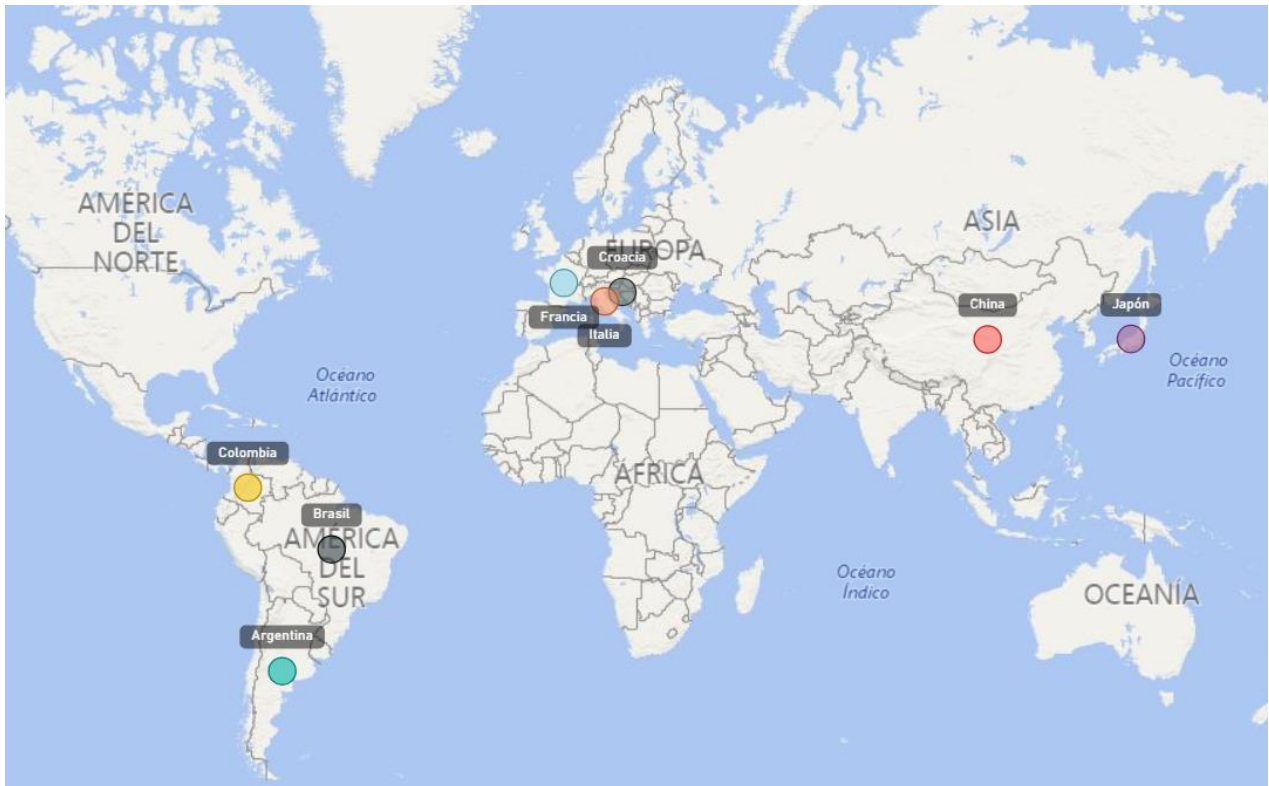 AMÉRICA
DEL
NORTE
ASIA
EUROPA
Croacia
Francia
Italia
China
Japón
Océano
Atlántico
Océano
Pacífico
Colombia
ÁFRICA
Brasil
AMÉRICA
DEL
SUR
Océano
Índico
OCEANÍA
Argentina